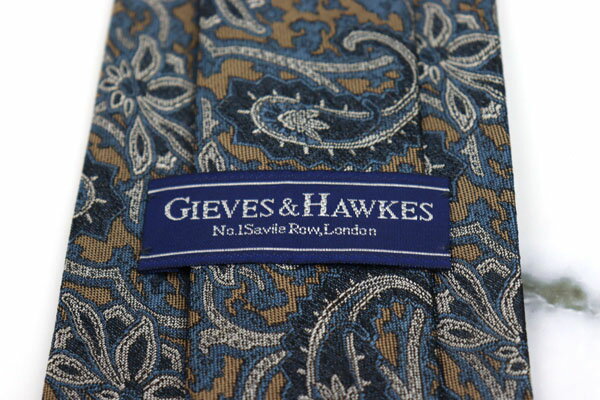 GIEVES & HAWKES
No.1 Savile Row, London